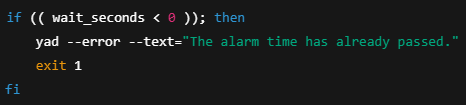 if (( wait_seconds < 0 )); then
    yad --error --text="The alarm time has already passed."
    exit 1
fi